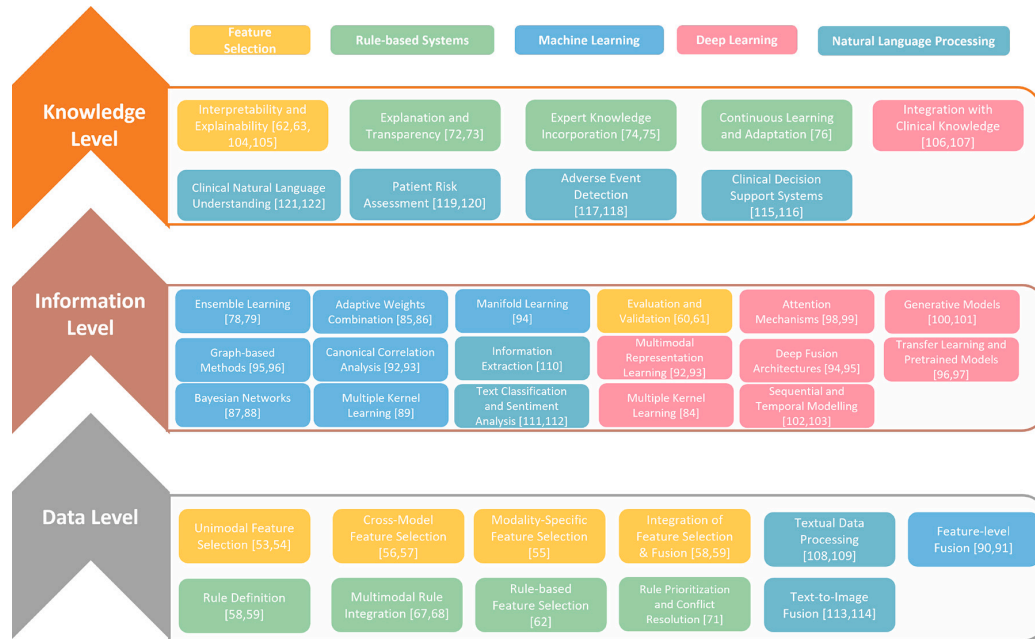 Feature
Selection
Rule-based Systems
Machine Learning
Deep Learning
Natural Language Processing
Knowledge
Level
Interpretability and
Explainability [62,63,
104,105]
Explanation and
Transparency [72,73]
Expert Knowledge
Incorporation [74,75]
Continuous Learning
and Adaptation [76]
Integration with
Clinical Knowledge
[106,107]
Clinical Natural Language
Understanding [121,122]
Patient Risk
Assessment [119,120]
Adverse Event
Detection
[117,118]
Clinical Decision
Support Systems
[115,116]
Information
Level
Ensemble Learning
[78,79]
Adaptive Weights
Combination [85,86]
Manifold Learning
[94]
Evaluation and
Validation [60,61]
Attention
Mechanisms [98,99]
Generative Models
[100,101]
Graph-based
Methods [95,96]
Canonical Correlation
Analysis [92,93]
Information
Extraction [110]
Multimodal
Representation
Learning [92,93]
Deep Fusion
Architectures [94,95]
Transfer Learning and
Pretrained Models
[96,97]
Bayesian Networks
[87,88]
Multiple Kernel
Learning [89]
Text Classification
and Sentiment
Analysis [111,112]
Multiple Kernel
Learning [84]
Sequential and
Temporal Modelling
[102,103]
Data Level
Unimodal Feature
Selection [53,54]
Cross-Model
Feature Selection
[56,57]
Modality-Specific
Feature Selection
[55]
Integration of
Feature Selection
& Fusion [58,59]
Textual Data
Processing
[108,109]
Feature-level
Fusion [90,91]
Rule Definition
[58,59]
Multimodal Rule
Integration [67,68]
Rule-based
Feature Selection
[62]
Rule Prioritization
and Conflict
Resolution [71]
Text-to-Image
Fusion [113,114]